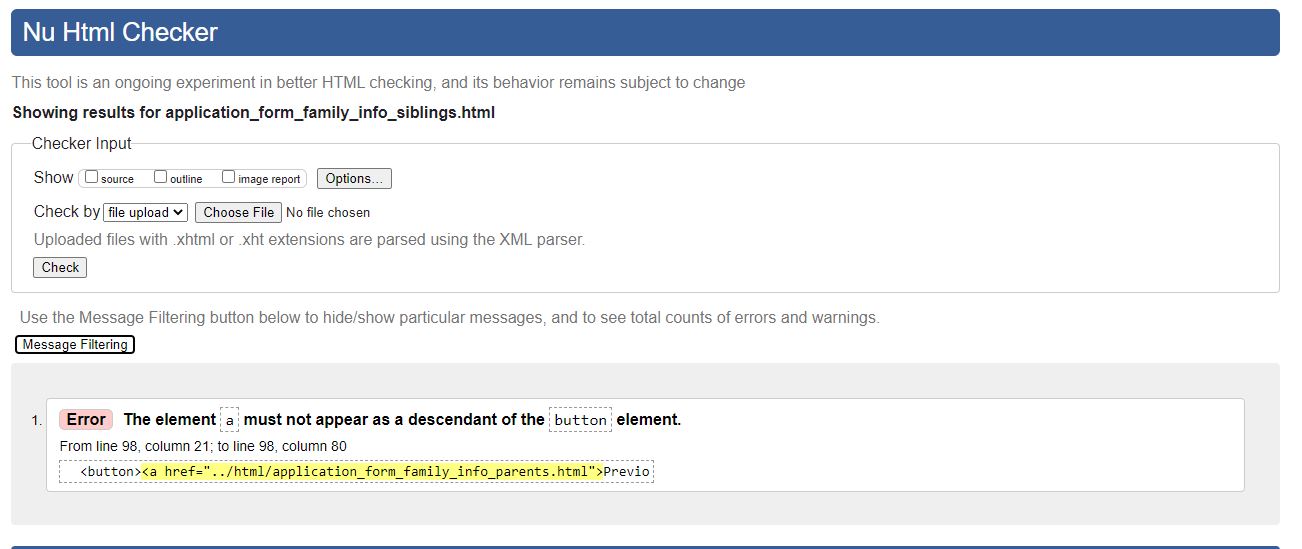 Nu Html Checker
This tool is an ongoing experiment in better HTML checking, and its behavior remains subject to change
Showing results for application_form_family_info_siblings.html
Checker Input
Show source outline image report Options...
Check by file upload Choose File No file chosen
Uploaded files with .xhtml or .xht extensions are parsed using the XML parser.
Check
Use the Message Filtering button below to hide/show particular messages, and to see total counts of errors and warnings.
Message Filtering
1. Error The element a must not appear as a descendant of the button element.
From line 98, column 21; to line 98, column 80
<button><a href="../html/application_form_family_info_parents.html">Previo